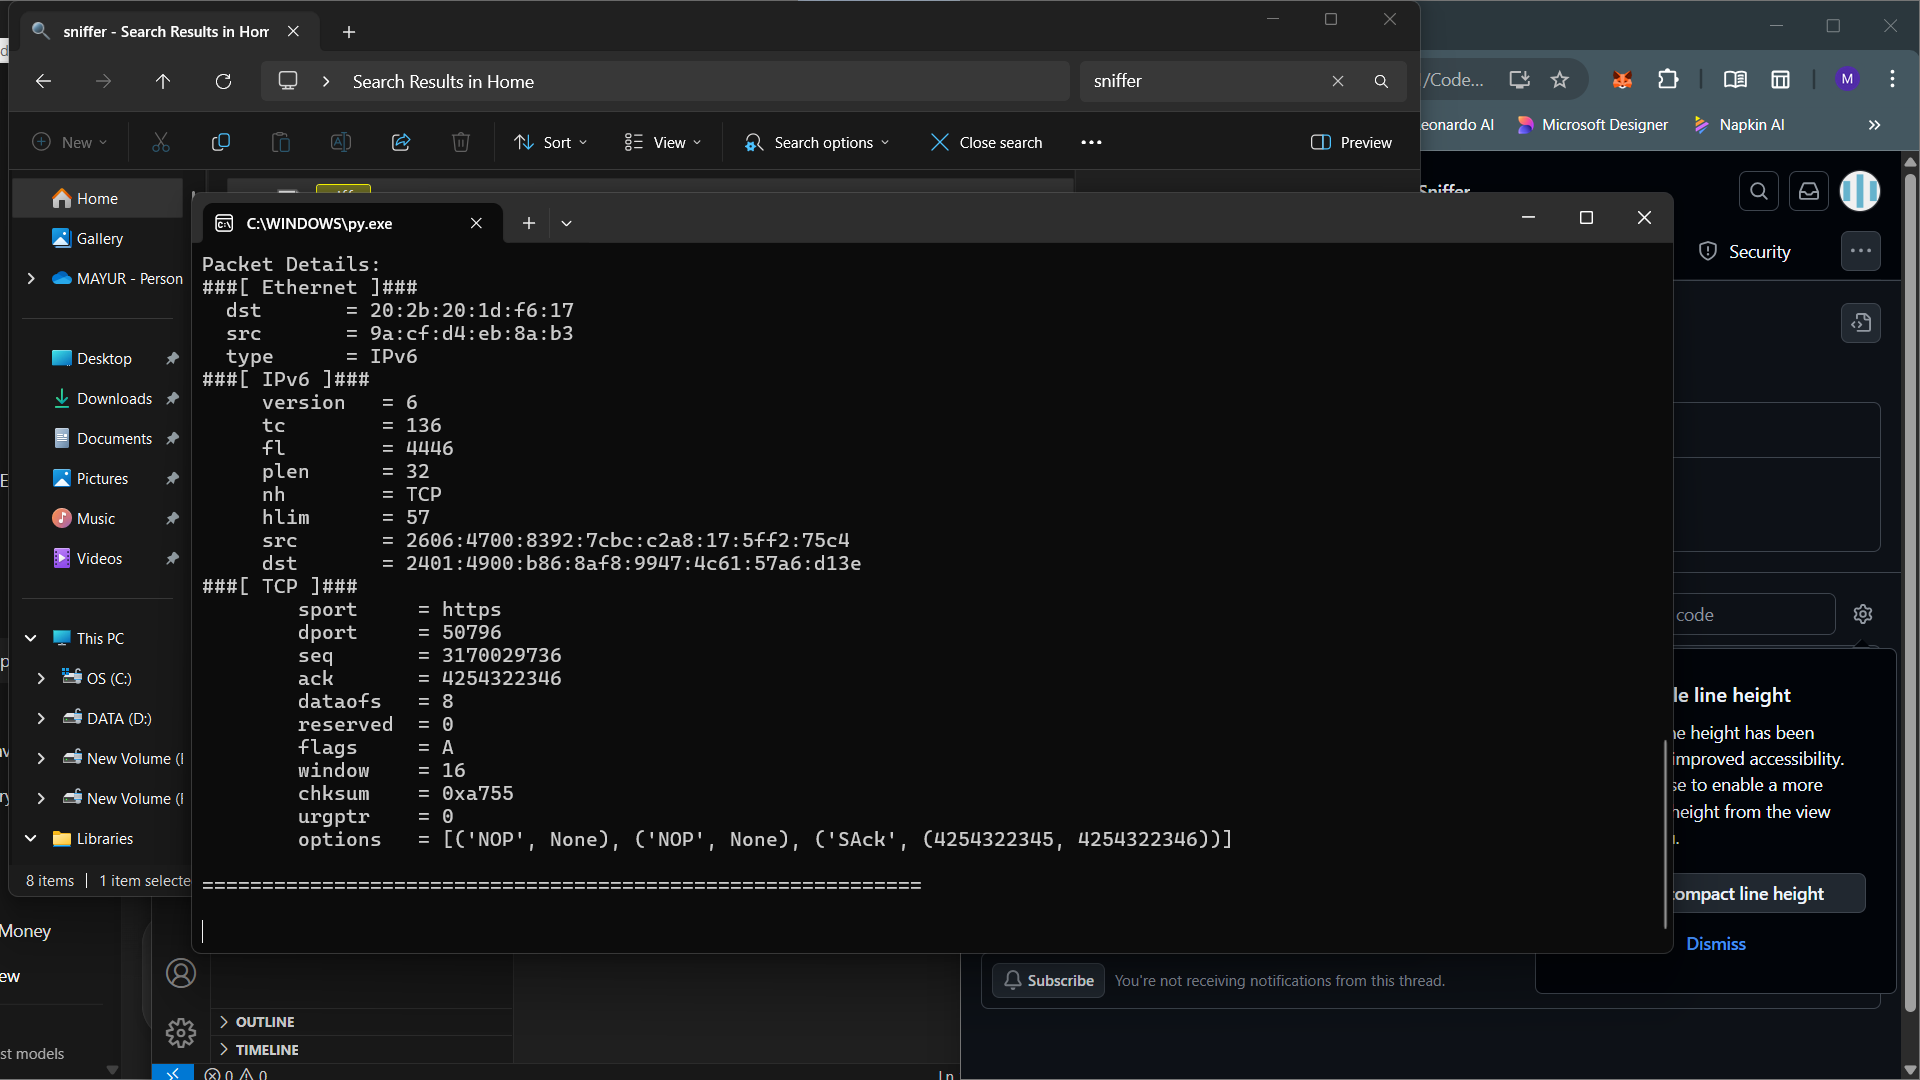 sniffer - Search Results in Hom
Search Results in Home
sniffer
New
Sort
View
Search options
Close search
Preview
Home
Gallery
MAYUR - Person
Desktop
Downloads
Documents
Pictures
Music
Videos
This PC
OS (C:)
DATA (D:)
New Volume (
New Volume (
Libraries
8 items
1 item selecte
C:\WINDOWS\py.exe
Packet Details:
###[ Ethernet ]###
dst = 20:2b:20:1d:f6:17
src = 9a:cf:d4:eb:8a:b3
type = IPv6
###[ IPv6 ]###
version = 6
tc = 136
fl = 4446
plen = 32
nh = TCP
hlim = 57
src = 2606:4700:8392:7cbc:c2a8:17:5ff2:75c4
dst = 2401:4900:b86:8af8:9947:4c61:57a6:d13e
###[ TCP ]###
sport = https
dport = 50796
seq = 3170029736
ack = 4254322346
dataofs = 8
reserved = 0
flags = A
window = 16
chksum = 0xa755
urgptr = 0
options = [('NOP', None), ('NOP', None), ('SAck', (4254322345, 4254322346))]
============================================================
/Code...
M
eonardo AI
Microsoft Designer
Napkin AI
Sniffer
Security
code
le line height
ne height has been
improved accessibility.
se to enable a more
height from the view
compact line height
Dismiss
Subscribe
You're not receiving notifications from this thread.
Money
ew
st models
OUTLINE
TIMELINE
0
0
Ln